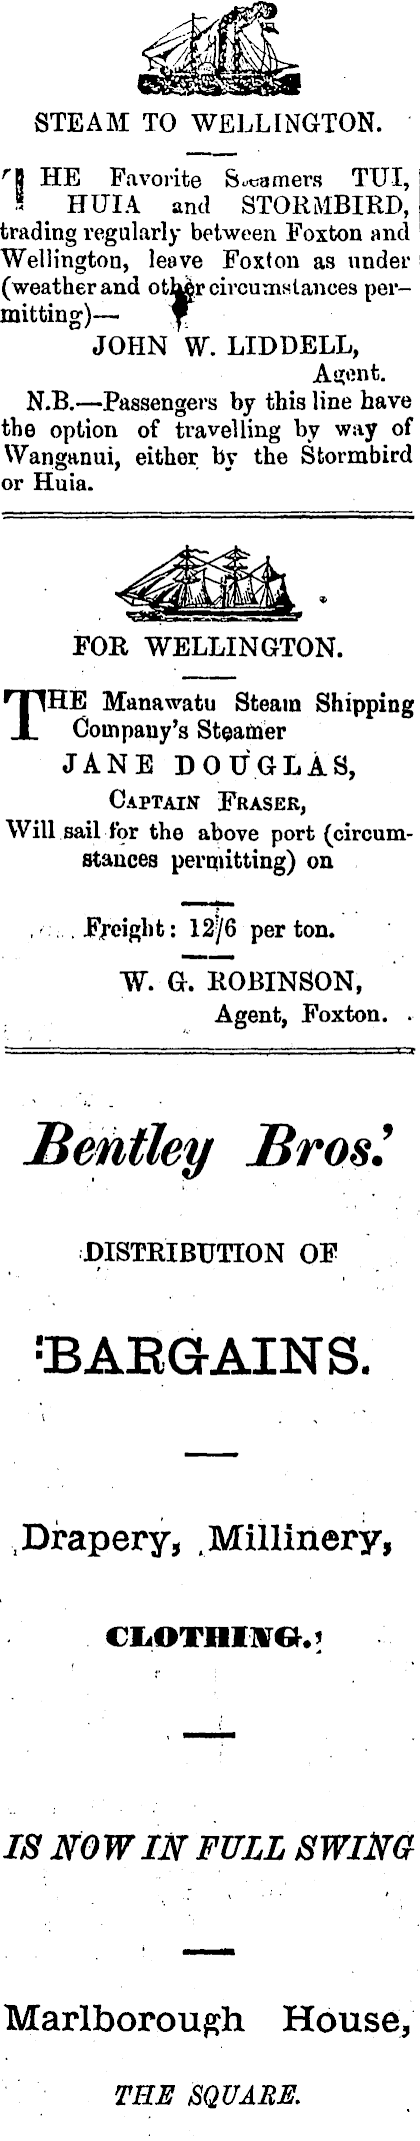 STEAM TO WELLINGTON.
THE Favorite Steamers TUI,
HUIA and STORMBIRD,
trading regularly between Foxton and
Wellington, leave Foxton as under
(weather and other circumstances per-
mitting)—
JOHN W. LIDDELL,
Agent.
N.B.—Passengers by this line have
the option of travelling by way of
Wanganui, either by the Stormbird
or Huia.
FOR WELLINGTON.
THE Manawatu Steam Shipping
Company's Steamer
JANE DOUGLAS,
CAPTAIN FRASER,
Will sail for the above port (circum-
stances permitting) on
Freight: 12/6 per ton.
W. G. ROBINSON,
Agent, Foxton.
Bentley Bros.'
DISTRIBUTION OF
BARGAINS.
Drapery, Millinery,
CLOTHING.
IS NOW IN FULL SWING
Marlborough House,
THE SQUARE.